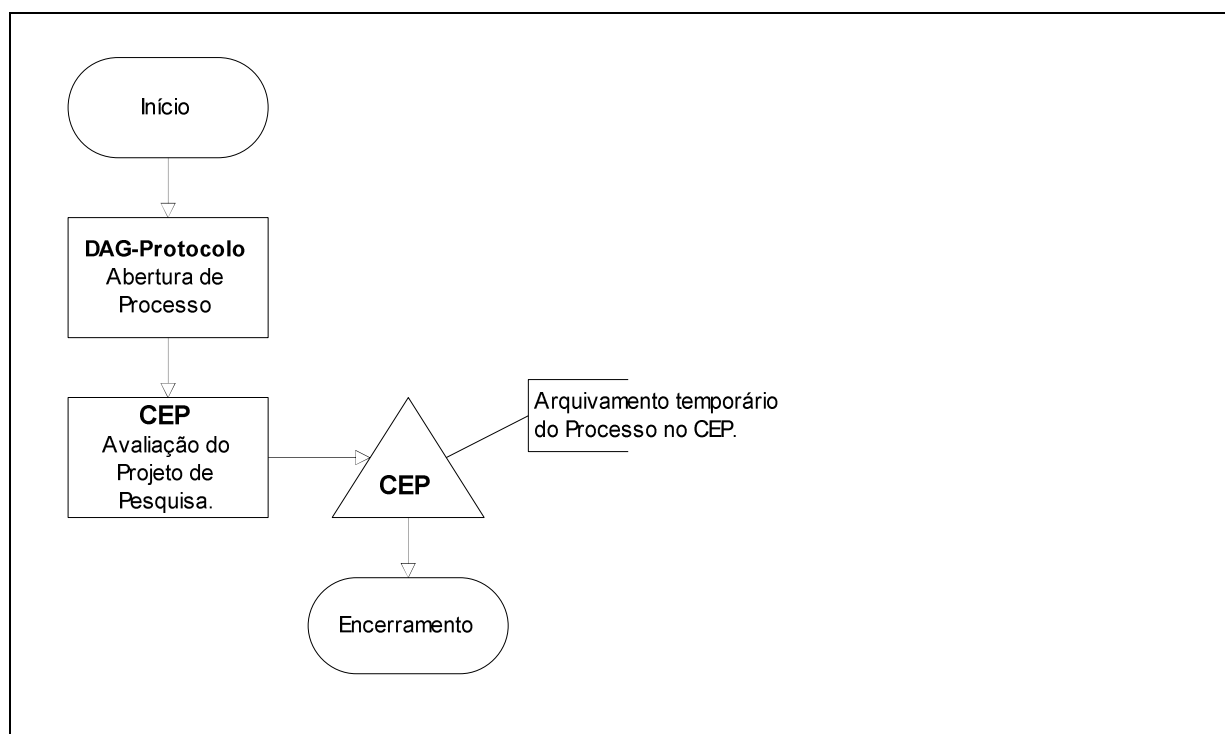 Início
DAG-Protocolo
Abertura de
Processo
CEP
Avaliação do
Projeto de
Pesquisa.
CEP
Arquivamento temporário
do Processo no CEP.
Encerramento